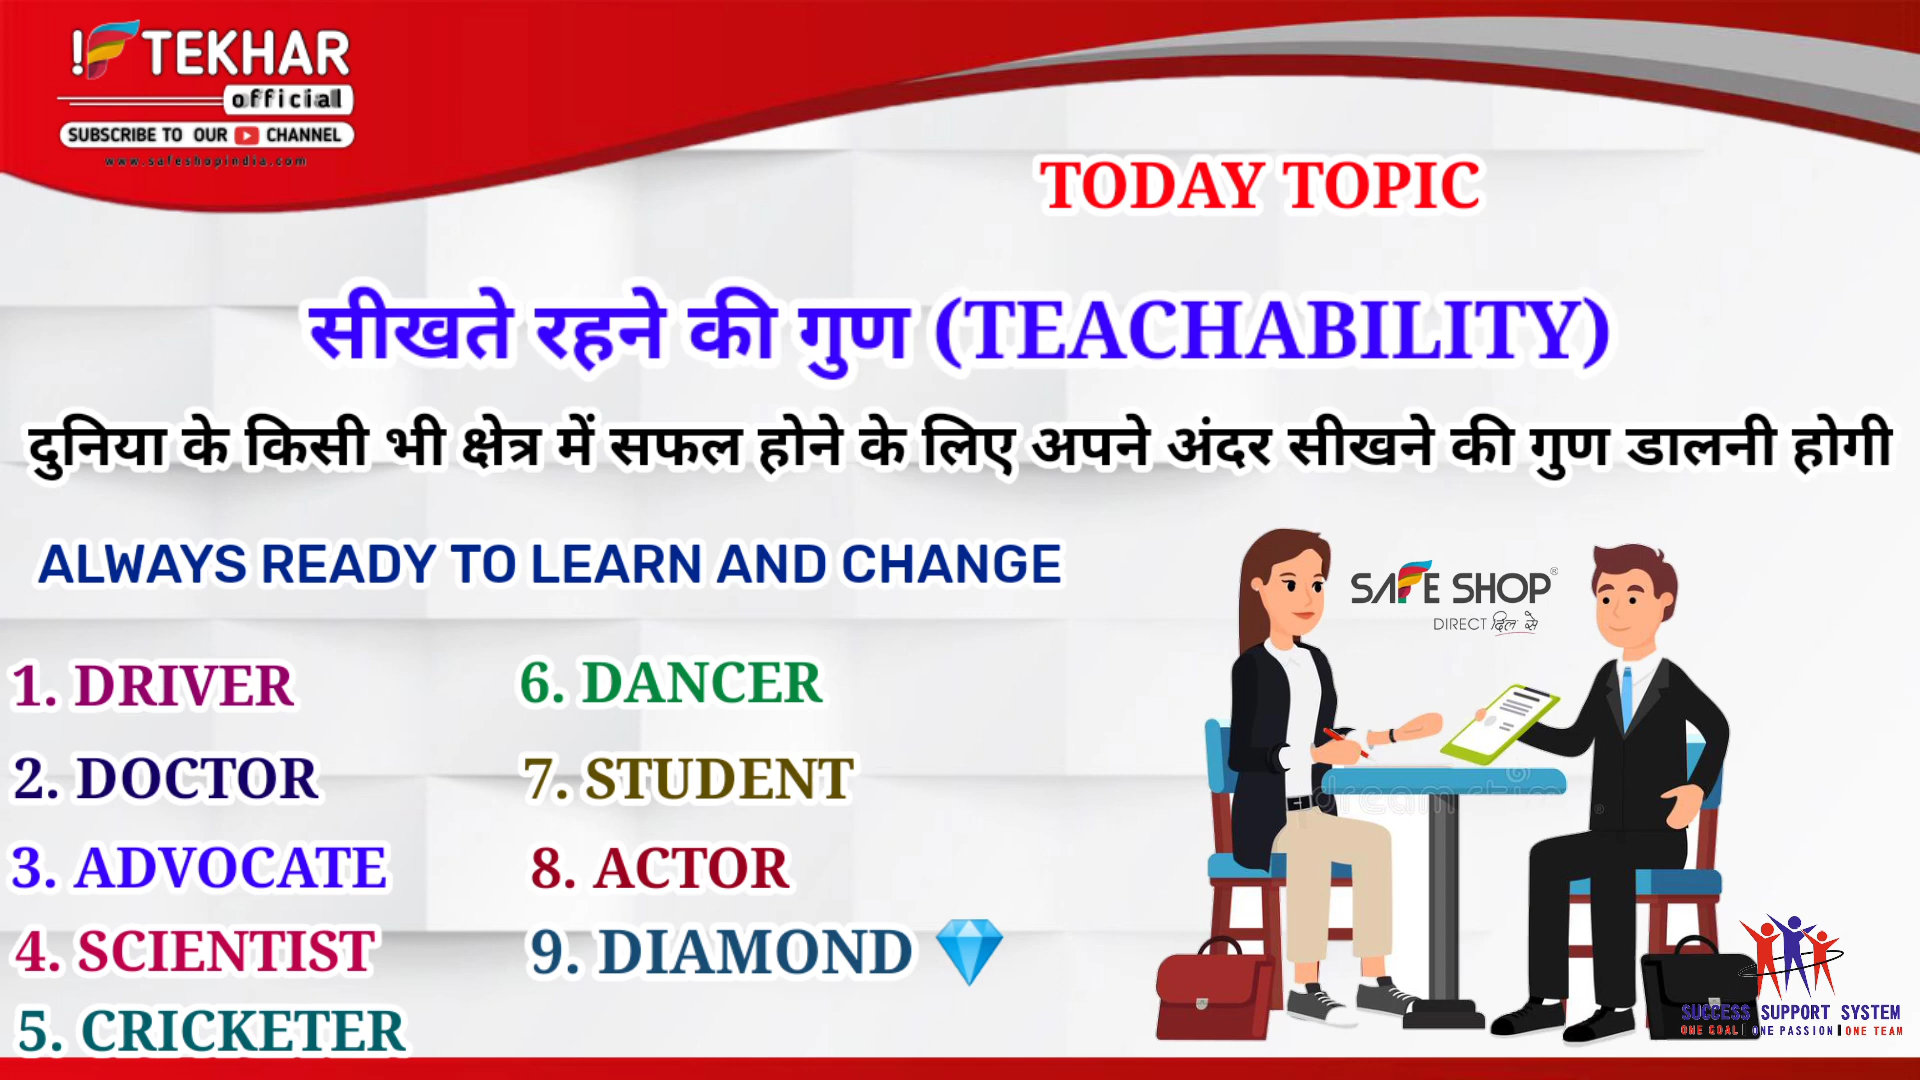 !FTEKHAR
official
SUBSCRIBE TO OUR CHANNEL
www.safeshopindia.com
TODAY TOPIC
सीखते रहने की गुण (TEACHABILITY)
दुनिया के किसी भी क्षेत्र में सफल होने के लिए अपने अंदर सीखने की गुण डालनी होगी
ALWAYS READY TO LEARN AND CHANGE
1. DRIVER
2. DOCTOR
3. ADVOCATE
4. SCIENTIST
5. CRICKETER
6. DANCER
7. STUDENT
8. ACTOR
9. DIAMOND
SAFE SHOP®
DIRECT दिल से
dreamstime
SUCCESS SUPPORT SYSTEM
ONE GOAL | ONE PASSION | ONE TEAM